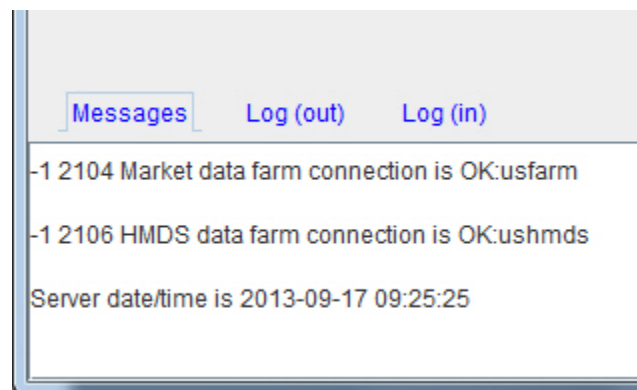 Messages Log (out) Log (in)
-1 2104 Market data farm connection is OK:usfarm
-1 2106 HMDS data farm connection is OK:ushmds
Server date/time is 2013-09-17 09:25:25